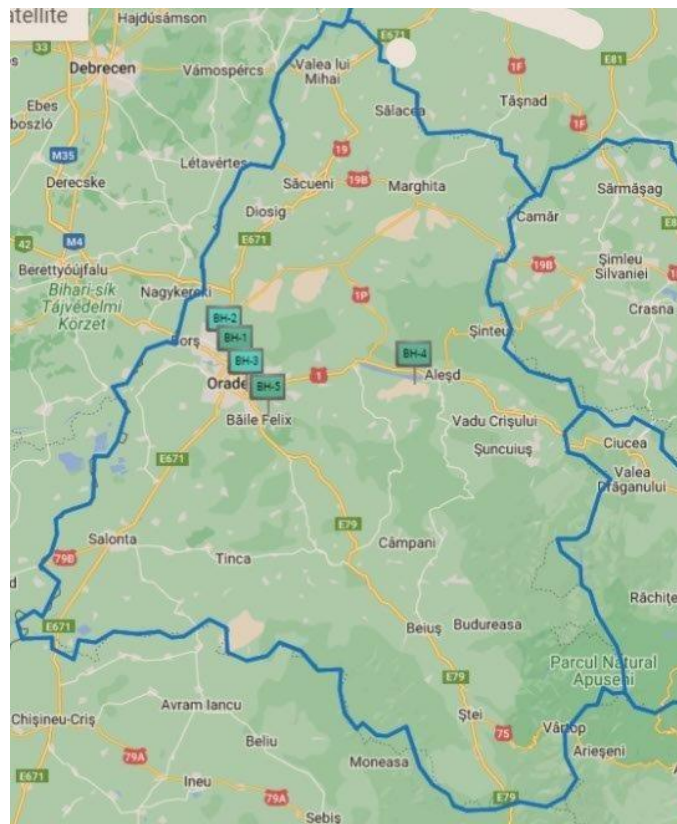 atellite
Hajdúsámson
E671
33
Debrecen
Vámospércs
Valea lui
Mihai
E81
1F
Ebes
boszló
Sălacea
Tășnad
1F
M35
19
Létavértes
Derecske
Săcueni
19B
Marghita
Sărmășag
Diosig
Camăr
42
M4
E671
E8
Berettyóújfalu
19B
Șimleu
Silvaniei
Bihari-sík
Tájvédelmi
Körzet
Nagykereki
1P
Crasna
BH-2
BH-1
Borș
Șinteu
BH-3
BH-4
Orade
BH-5
1
Aleșd
Băile Felix
Vadu Crișului
Ciucea
E671
Șuncuiuș
Valea
Drăganului
E79
Salonta
Câmpani
79B
Tinca
d
Răchițe
E671
Beiuș
Budureasa
Parcul Natural
Apuseni
E79
Avram Iancu
Chișineu-Criș
Ștei
75
Vârtop
Beliu
Arieșeni
79A
Moneasa
E671
Ineu
79A
E79
Sebiș